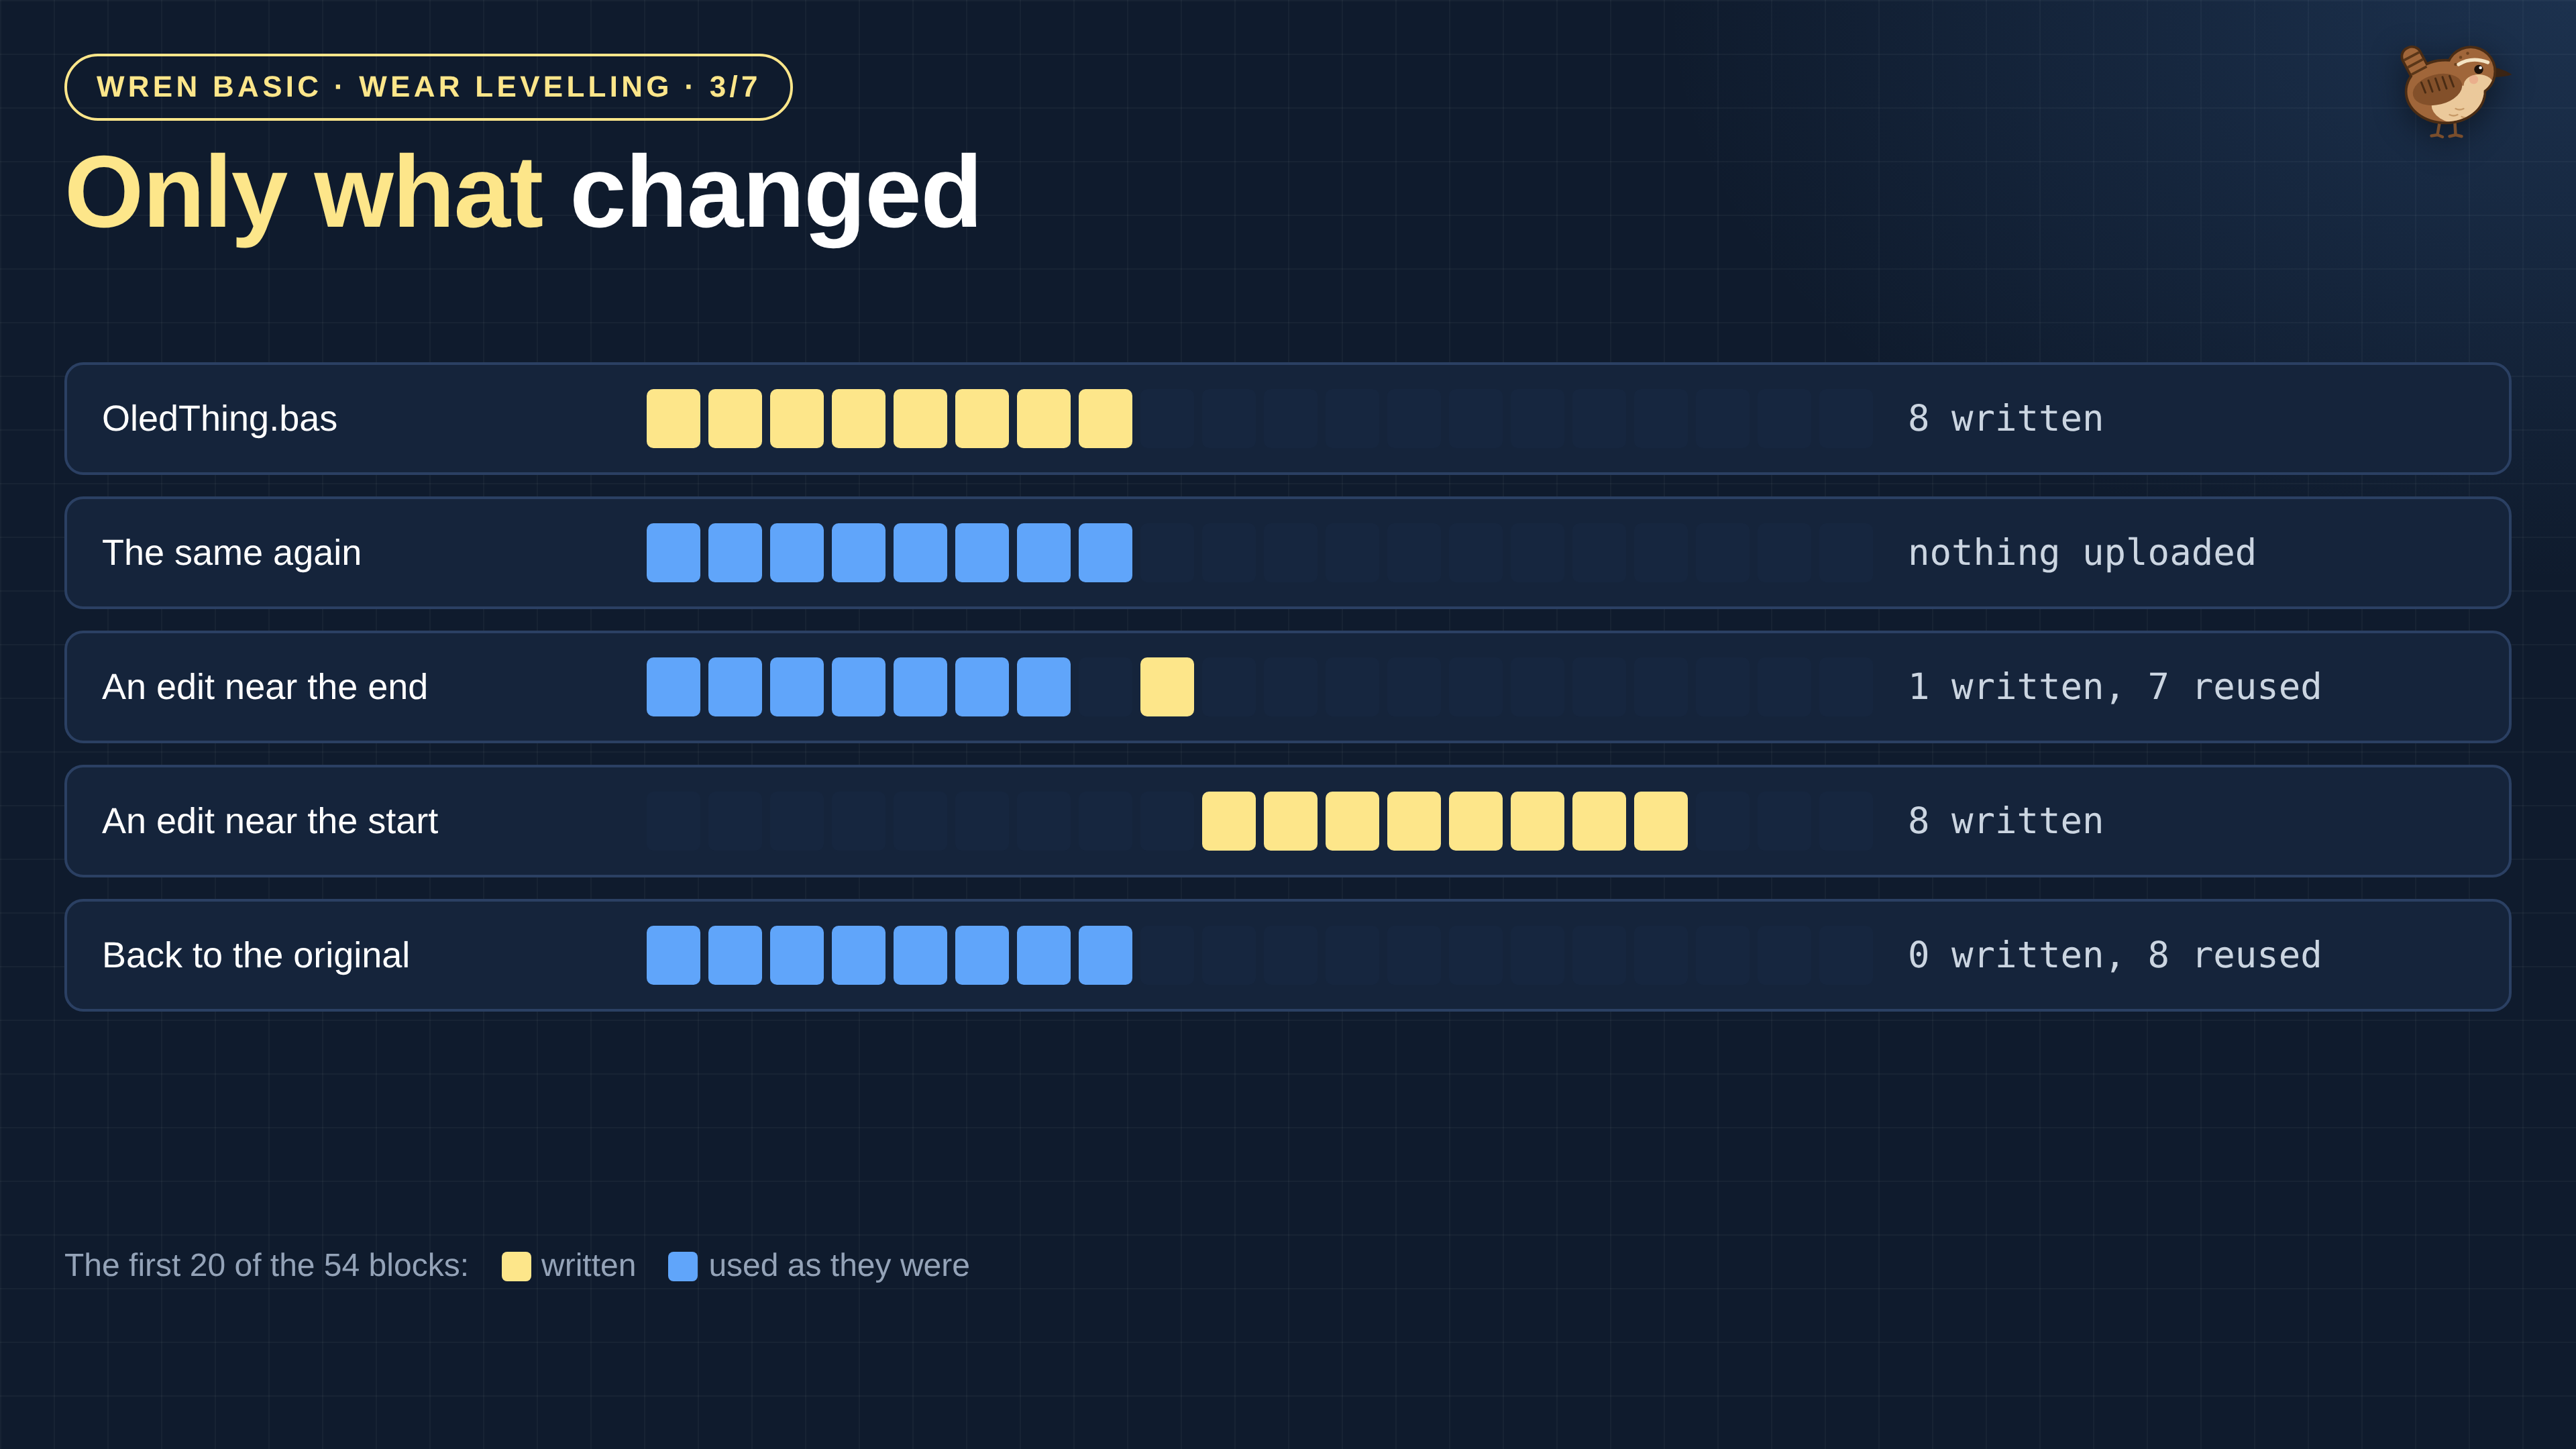 WREN BASIC · WEAR LEVELLING · 3/7
Only what changed
OledThing.bas
8 written
The same again
nothing uploaded
An edit near the end
1 written, 7 reused
An edit near the start
8 written
Back to the original
0 written, 8 reused
The first 20 of the 54 blocks: written used as they were